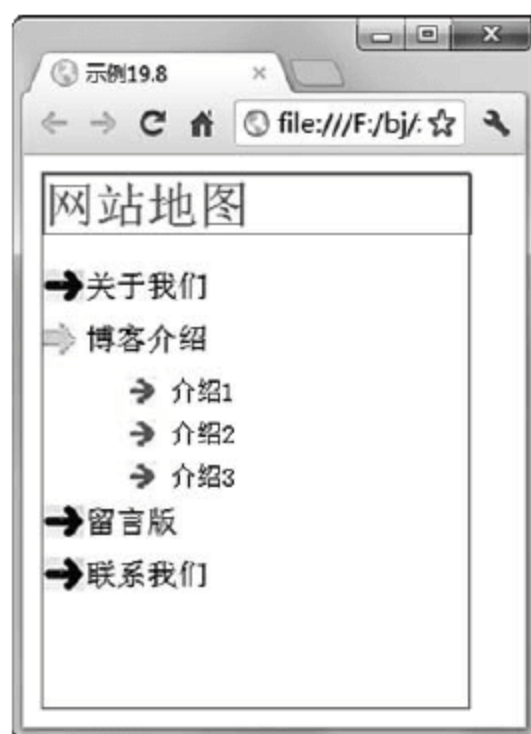 示例19.8
file:///F:/bj/:
网站地图
关于我们
博客介绍
介绍1
介绍2
介绍3
留言版
联系我们